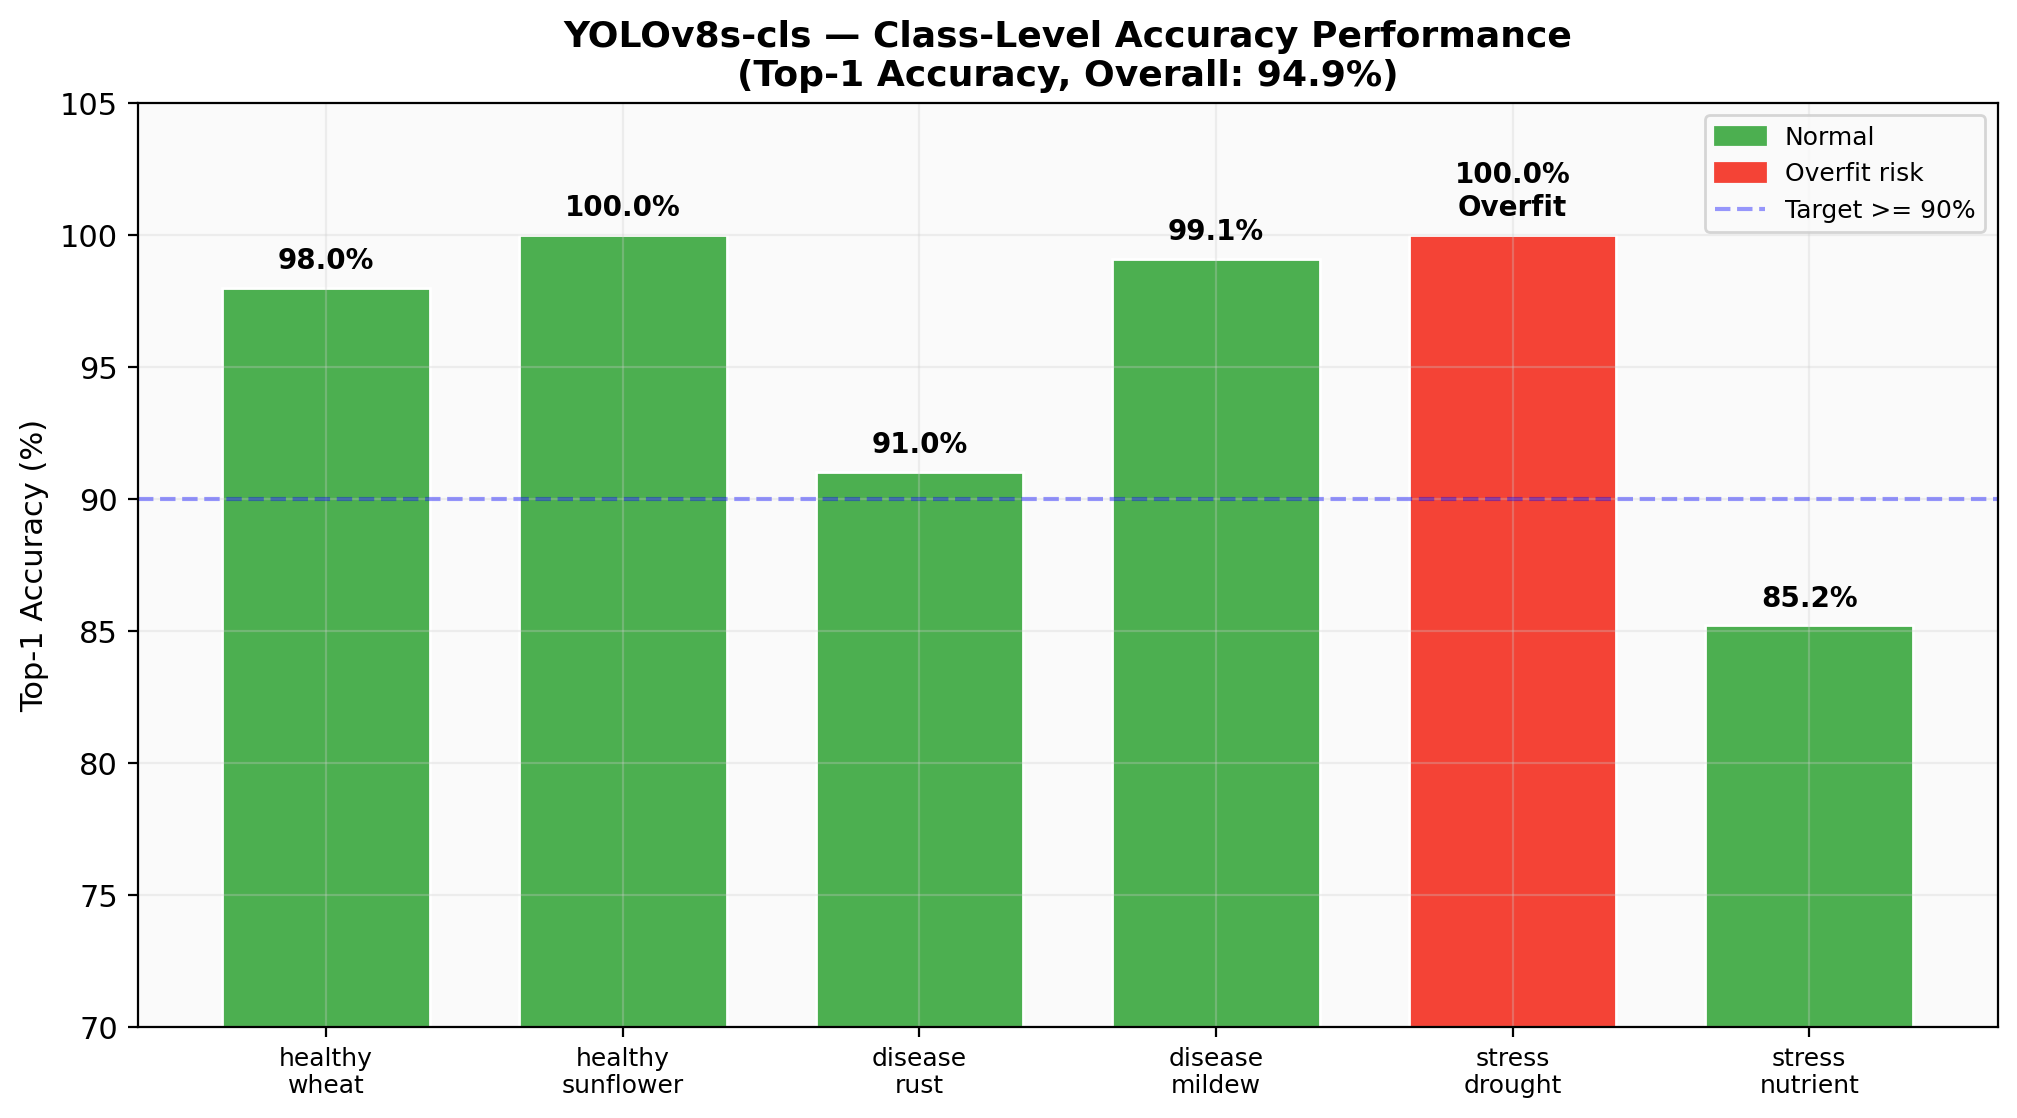 YOLOv8s-cls — Class-Level Accuracy Performance
(Top-1 Accuracy, Overall: 94.9%)
Top-1 Accuracy (%)
105
100
95
90
85
80
75
70
98.0%
100.0%
91.0%
99.1%
100.0%
Overfit
85.2%
Normal
Overfit risk
Target >= 90%
healthy
wheat
healthy
sunflower
disease
rust
disease
mildew
stress
drought
stress
nutrient